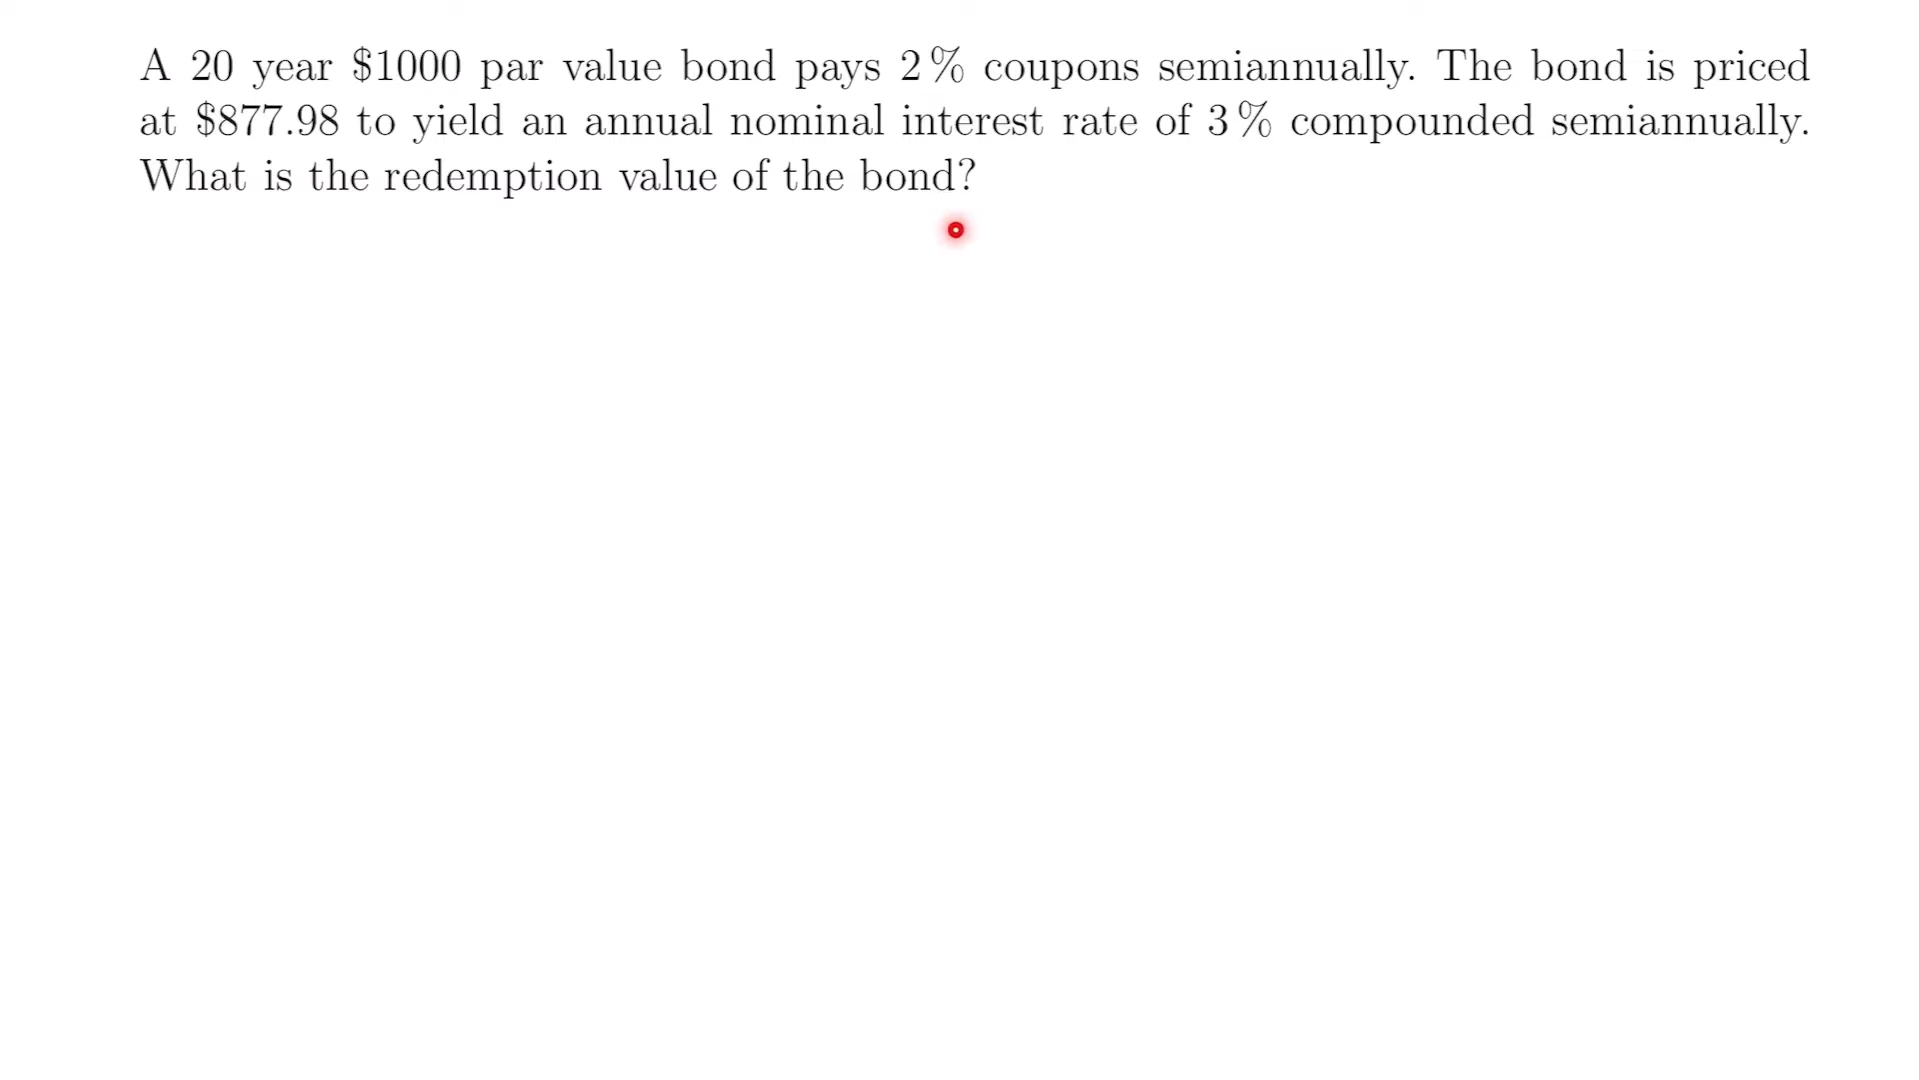 A 20 year $1000 par value bond pays 2 % coupons semiannually. The bond is priced
at $877.98 to yield an annual nominal interest rate of 3 % compounded semiannually.
What is the redemption value of the bond?